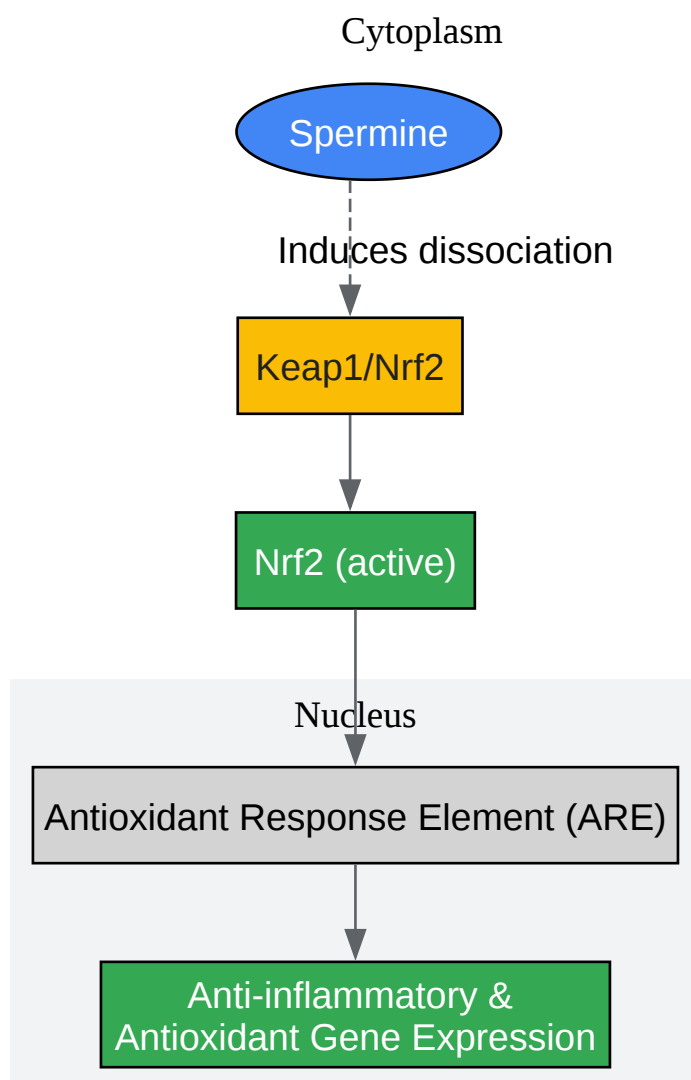 Cytoplasm
Spermine
Induces dissociation
Keap1/Nrf2
Nrf2 (active)
Nucleus
Antioxidant Response Element (ARE)
Anti-inflammatory &
Antioxidant Gene Expression